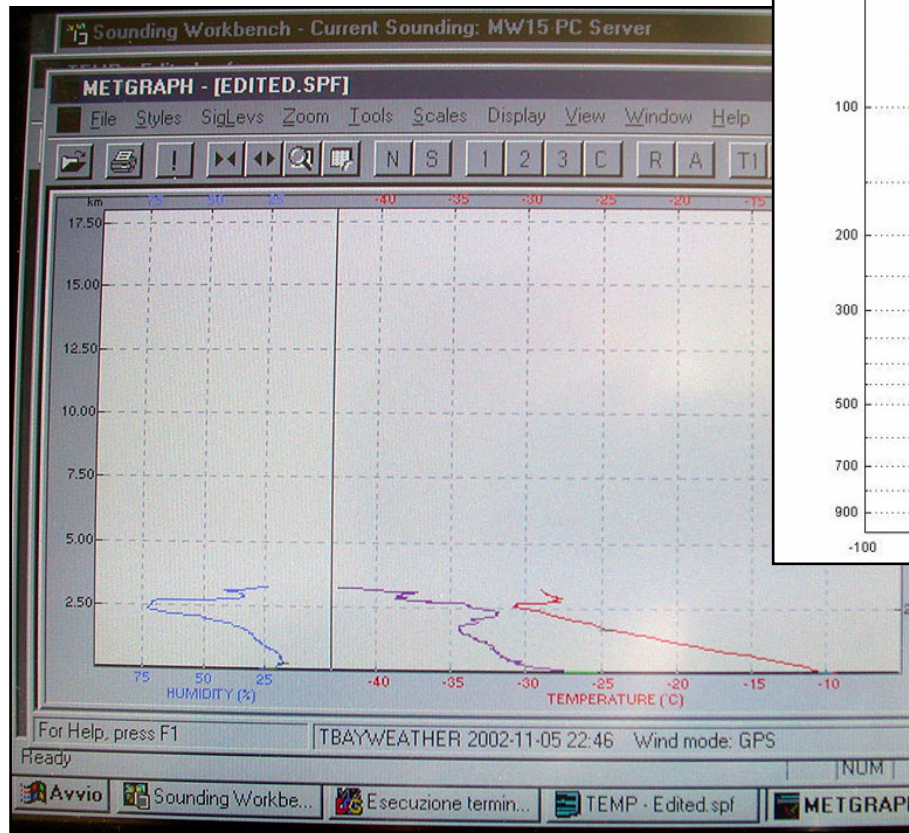 Sounding Workbench - Current Sounding: MW15-PC Server
METGRAPH - [EDITED.SPF]
File Styles SigLevs Zoom Tools Scales Display View Window Help
! N S 1 2 3 C R A T1
km 75 50 25 -40 -35 -30 -25 -20 -15
17.50
15.00
12.50
10.00
7.50
5.00
2.50
75 50 25 -40 -35 -30 -25 -20 -15 -10
HUMIDITY (%) TEMPERATURE (°C)
For Help, press F1 TBAYWEATHER 2002-11-05 22:46 Wind mode: GPS
Ready NUM
Avvio Sounding Workbe... Esecuzione termin... TEMP - Edited.spf METGRAPH
100
200
300
500
700
900
-100